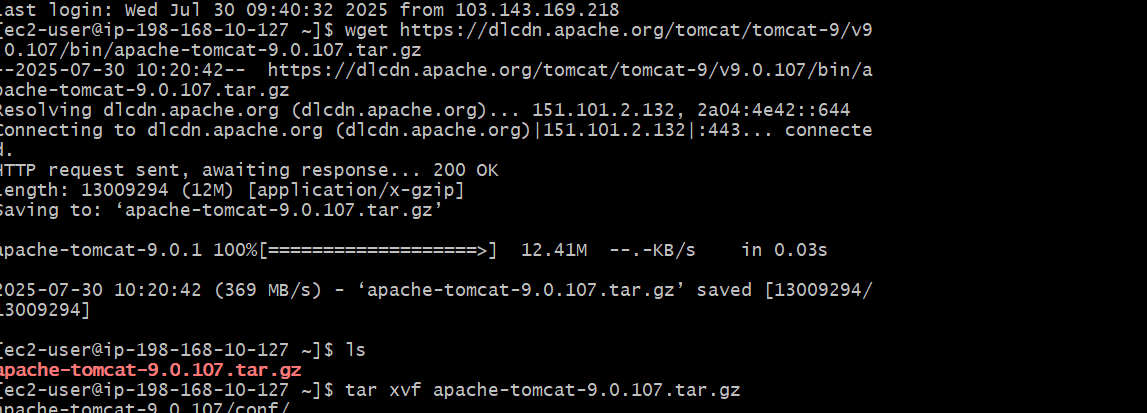 ast login: Wed Jul 30 09:40:32 2025 from 103.143.169.218
[ec2-user@ip-198-168-10-127 ~]$ wget https://dlcdn.apache.org/tomcat/tomcat-9/v9
.0.107/bin/apache-tomcat-9.0.107.tar.gz
--2025-07-30 10:20:42--  https://dlcdn.apache.org/tomcat/tomcat-9/v9.0.107/bin/a
pache-tomcat-9.0.107.tar.gz
Resolving dlcdn.apache.org (dlcdn.apache.org)... 151.101.2.132, 2a04:4e42::644
Connecting to dlcdn.apache.org (dlcdn.apache.org)|151.101.2.132|:443... connecte
d.
HTTP request sent, awaiting response... 200 OK
Length: 13009294 (12M) [application/x-gzip]
Saving to: ‘apache-tomcat-9.0.107.tar.gz’
apache-tomcat-9.0.1 100%[===================>]  12.41M  --.-KB/s    in 0.03s
2025-07-30 10:20:42 (369 MB/s) - ‘apache-tomcat-9.0.107.tar.gz’ saved [13009294/
13009294]
[ec2-user@ip-198-168-10-127 ~]$ ls
apache-tomcat-9.0.107.tar.gz
[ec2-user@ip-198-168-10-127 ~]$ tar xvf apache-tomcat-9.0.107.tar.gz
apache-tomcat-9.0.107/conf/